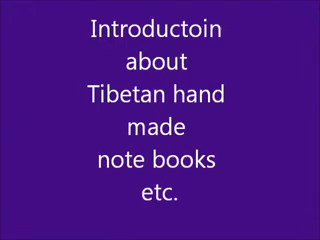 Introductoin
about
Tibetan hand
made
note books
etc.